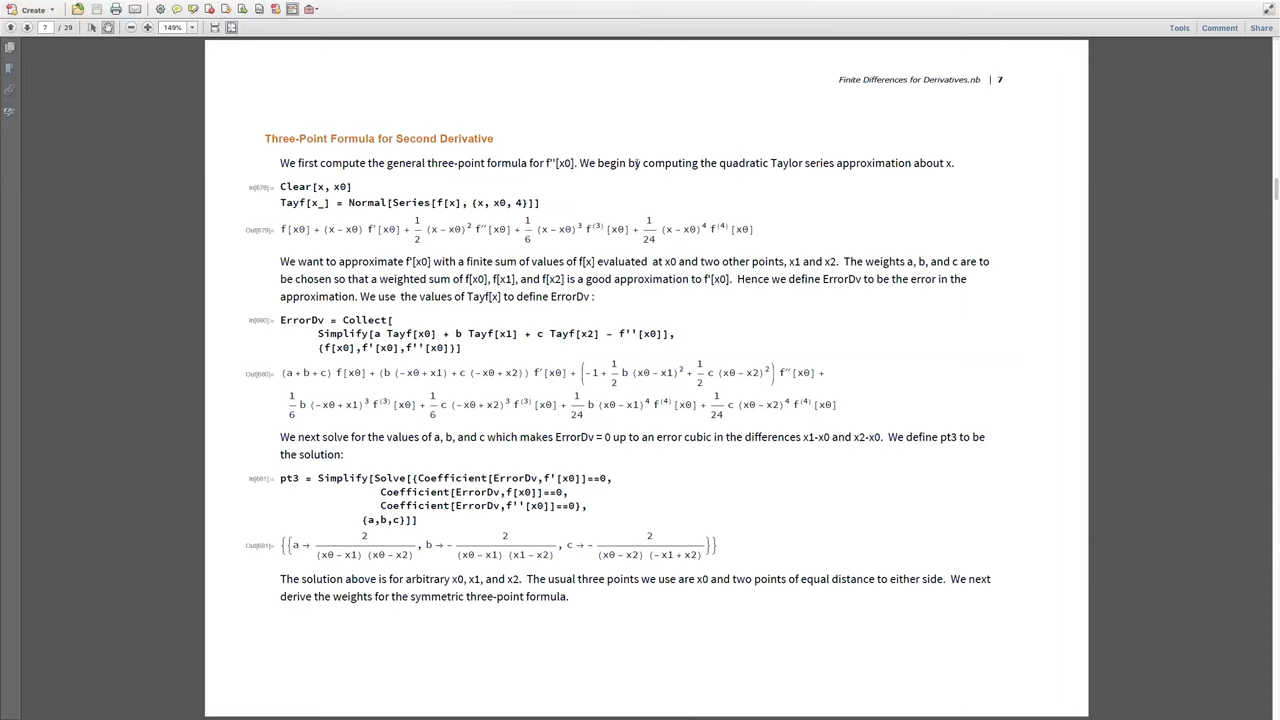 Create
7 / 29
149%
Tools Comment Share
Finite Differences for Derivatives.nb | 7
Three-Point Formula for Second Derivative
We first compute the general three-point formula for f''[x0]. We begin by computing the quadratic Taylor series approximation about x.
In[678]:= Clear[x, x0]
Tayf[x_] = Normal[Series[f[x], {x, x0, 4}]]
Out[679]= f[x0] + (x - x0) f'[x0] + 1/2 (x - x0)^2 f''[x0] + 1/6 (x - x0)^3 f^(3)[x0] + 1/24 (x - x0)^4 f^(4)[x0]
We want to approximate f'[x0] with a finite sum of values of f[x] evaluated at x0 and two other points, x1 and x2. The weights a, b, and c are to
be chosen so that a weighted sum of f[x0], f[x1], and f[x2] is a good approximation to f'[x0]. Hence we define ErrorDv to be the error in the
approximation. We use the values of Tayf[x] to define ErrorDv :
In[680]:= ErrorDv = Collect[
Simplify[a Tayf[x0] + b Tayf[x1] + c Tayf[x2] - f''[x0]],
{f[x0],f'[x0],f''[x0]}]
Out[680]= (a + b + c) f[x0] + (b (-x0 + x1) + c (-x0 + x2)) f'[x0] + (-1 + 1/2 b (x0 - x1)^2 + 1/2 c (x0 - x2)^2) f''[x0] +
1/6 b (-x0 + x1)^3 f^(3)[x0] + 1/6 c (-x0 + x2)^3 f^(3)[x0] + 1/24 b (x0 - x1)^4 f^(4)[x0] + 1/24 c (x0 - x2)^4 f^(4)[x0]
We next solve for the values of a, b, and c which makes ErrorDv = 0 up to an error cubic in the differences x1-x0 and x2-x0. We define pt3 to be
the solution:
In[681]:= pt3 = Simplify[Solve[{Coefficient[ErrorDv,f'[x0]]==0,
Coefficient[ErrorDv,f[x0]]==0,
Coefficient[ErrorDv,f''[x0]]==0},
{a,b,c}]]
Out[681]= {{a → 2/((x0 - x1) (x0 - x2)), b → - 2/((x0 - x1) (x1 - x2)), c → - 2/((x0 - x2) (-x1 + x2))}}
The solution above is for arbitrary x0, x1, and x2. The usual three points we use are x0 and two points of equal distance to either side. We next
derive the weights for the symmetric three-point formula.